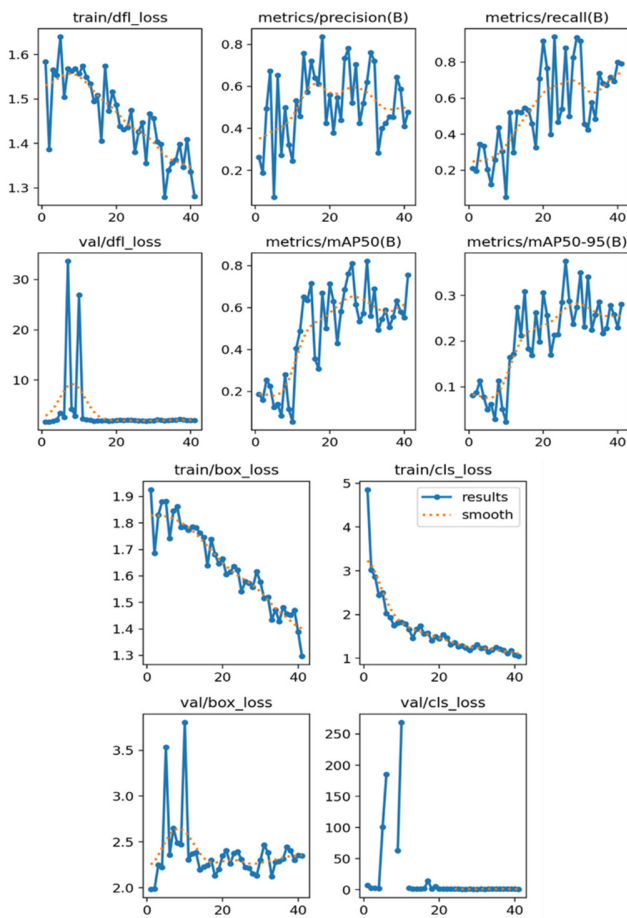 train/dfl_loss metrics/precision(B) metrics/recall(B)
1.6 0.8 0.8
1.5 0.6 0.6
1.4 0.4 0.4
1.3 0.2 0.2
0 20 40 0 20 40 0 20 40
val/dfl_loss metrics/mAP50(B) metrics/mAP50-95(B)
30 0.8 0.3
20 0.6 0.2
10 0.4 0.1
0.2
0 20 40 0 20 40 0 20 40
train/box_loss train/cls_loss
1.9 5
1.8 4
1.7 3
1.6 2
1.5 1
1.4
1.3
results
smooth
0 20 40 0 20 40
val/box_loss val/cls_loss
3.5 250
3.0 200
2.5 150
2.0 100
50
0
0 20 40 0 20 40